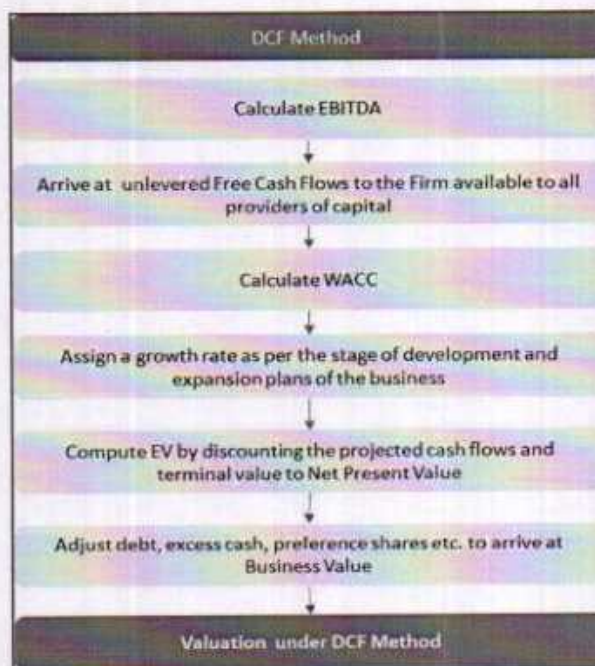 DCF Method
Calculate EBITDA
Arrive at unlevered Free Cash Flows to the Firm available to all
providers of capital
Calculate WACC
Assign a growth rate as per the stage of development and
expansion plans of the business
Compute EV by discounting the projected cash flows and
terminal value to Net Present Value
Adjust debt, excess cash, preference shares etc. to arrive at
Business Value
Valuation under DCF Method